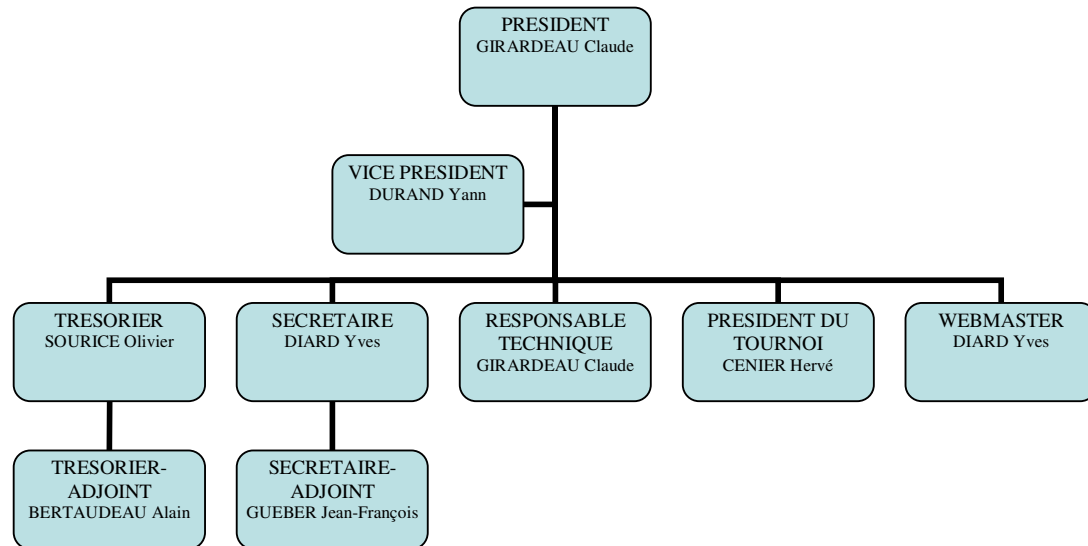 PRESIDENT
GIRARDEAU Claude
VICE PRESIDENT
DURAND Yann
TRESORIER
SOURICE Olivier
SECRETAIRE
DIARD Yves
RESPONSABLE
TECHNIQUE
GIRARDEAU Claude
PRESIDENT DU
TOURNOI
CENIER Hervé
WEBMASTER
DIARD Yves
TRESORIER-
ADJOINT
BERTAUDEAU Alain
SECRETAIRE-
ADJOINT
GUEBER Jean-François